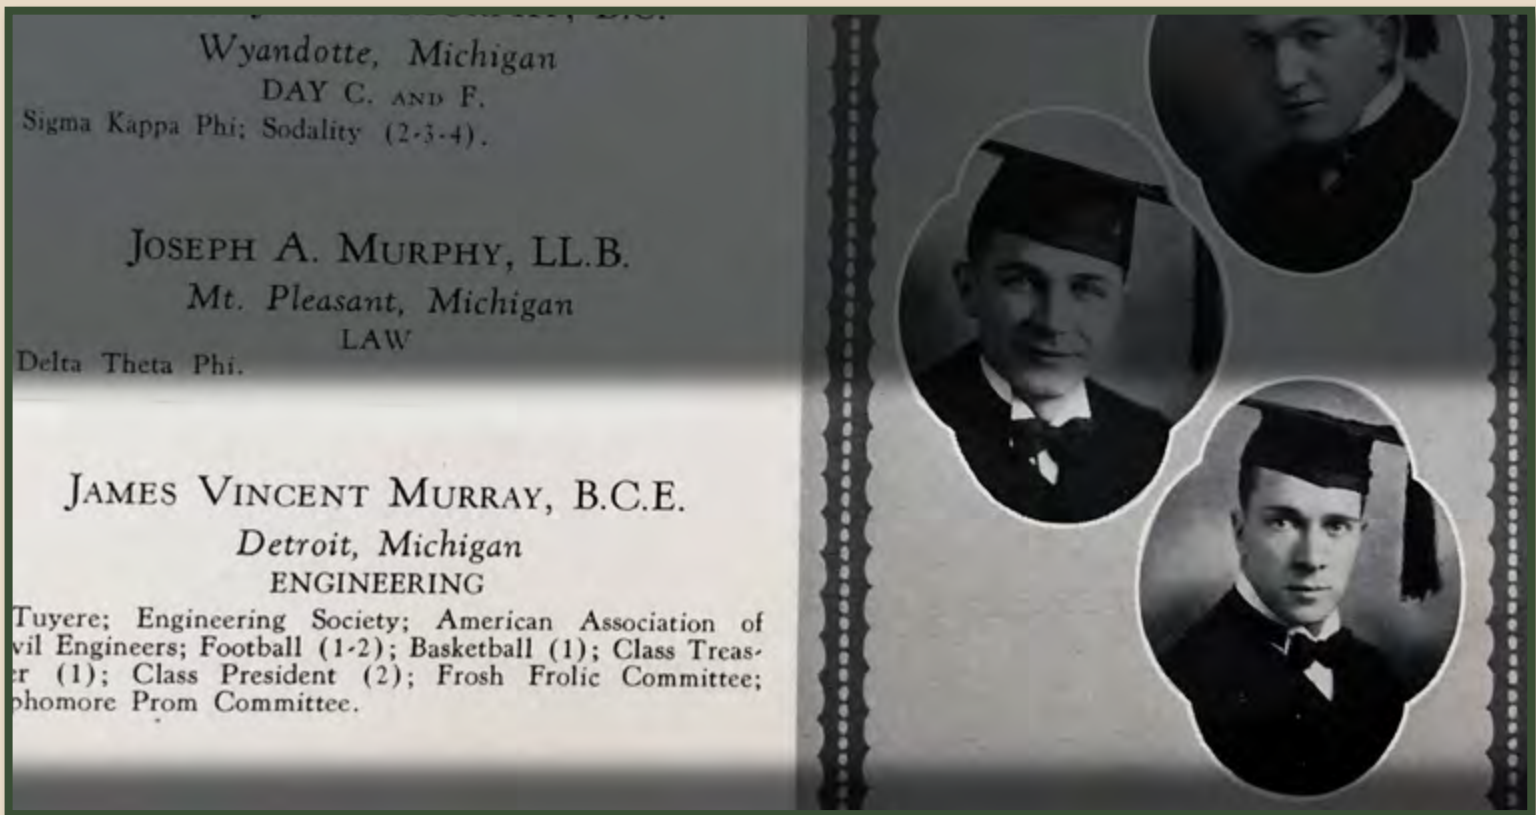 Wyandotte, Michigan
DAY C. AND F.
Sigma Kappa Phi; Sodality (2-3-4).
JOSEPH A. MURPHY, LL.B.
Mt. Pleasant, Michigan
LAW
Delta Theta Phi.
JAMES VINCENT MURRAY, B.C.E.
Detroit, Michigan
ENGINEERING
Tuyere; Engineering Society; American Association of
vil Engineers; Football (1-2); Basketball (1); Class Treas-
r (1); Class President (2); Frosh Frolic Committee;
phomore Prom Committee.